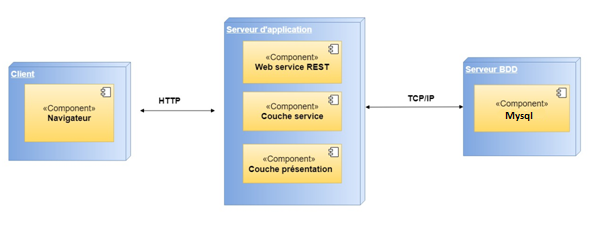 Client
«Component»
Navigateur
HTTP
Serveur d'application
«Component»
Web service REST
«Component»
Couche service
«Component»
Couche présentation
TCP/IP
Serveur BDD
«Component»
Mysql